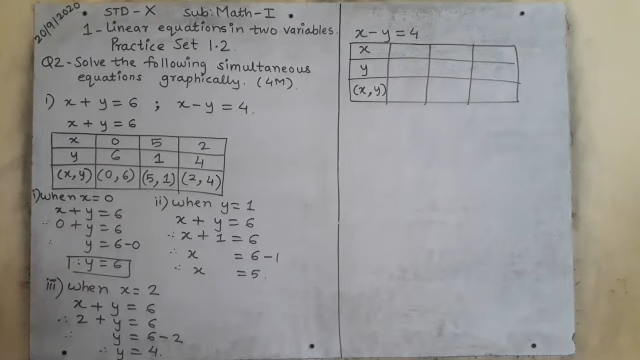 20/9/2020
STD-X Sub: Math-I
1- Linear equations in two variables.
Practice Set 1.2
Q2- Solve the following simultaneous
equations graphically. (4M)
i) x + y = 6 ; x - y = 4.
x + y = 6
x 0 5 2
y 6 1 4
(x, y) (0, 6) (5, 1) (2, 4)
i) when x = 0
x + y = 6
∴ 0 + y = 6
∴ y = 6-0
∴ y = 6
ii) when y = 1
x + y = 6
∴ x + 1 = 6
∴ x = 6-1
∴ x = 5.
iii) when x = 2
x + y = 6
∴ 2 + y = 6
∴ y = 6-2
∴ y = 4.
x - y = 4
x
y
(x, y)